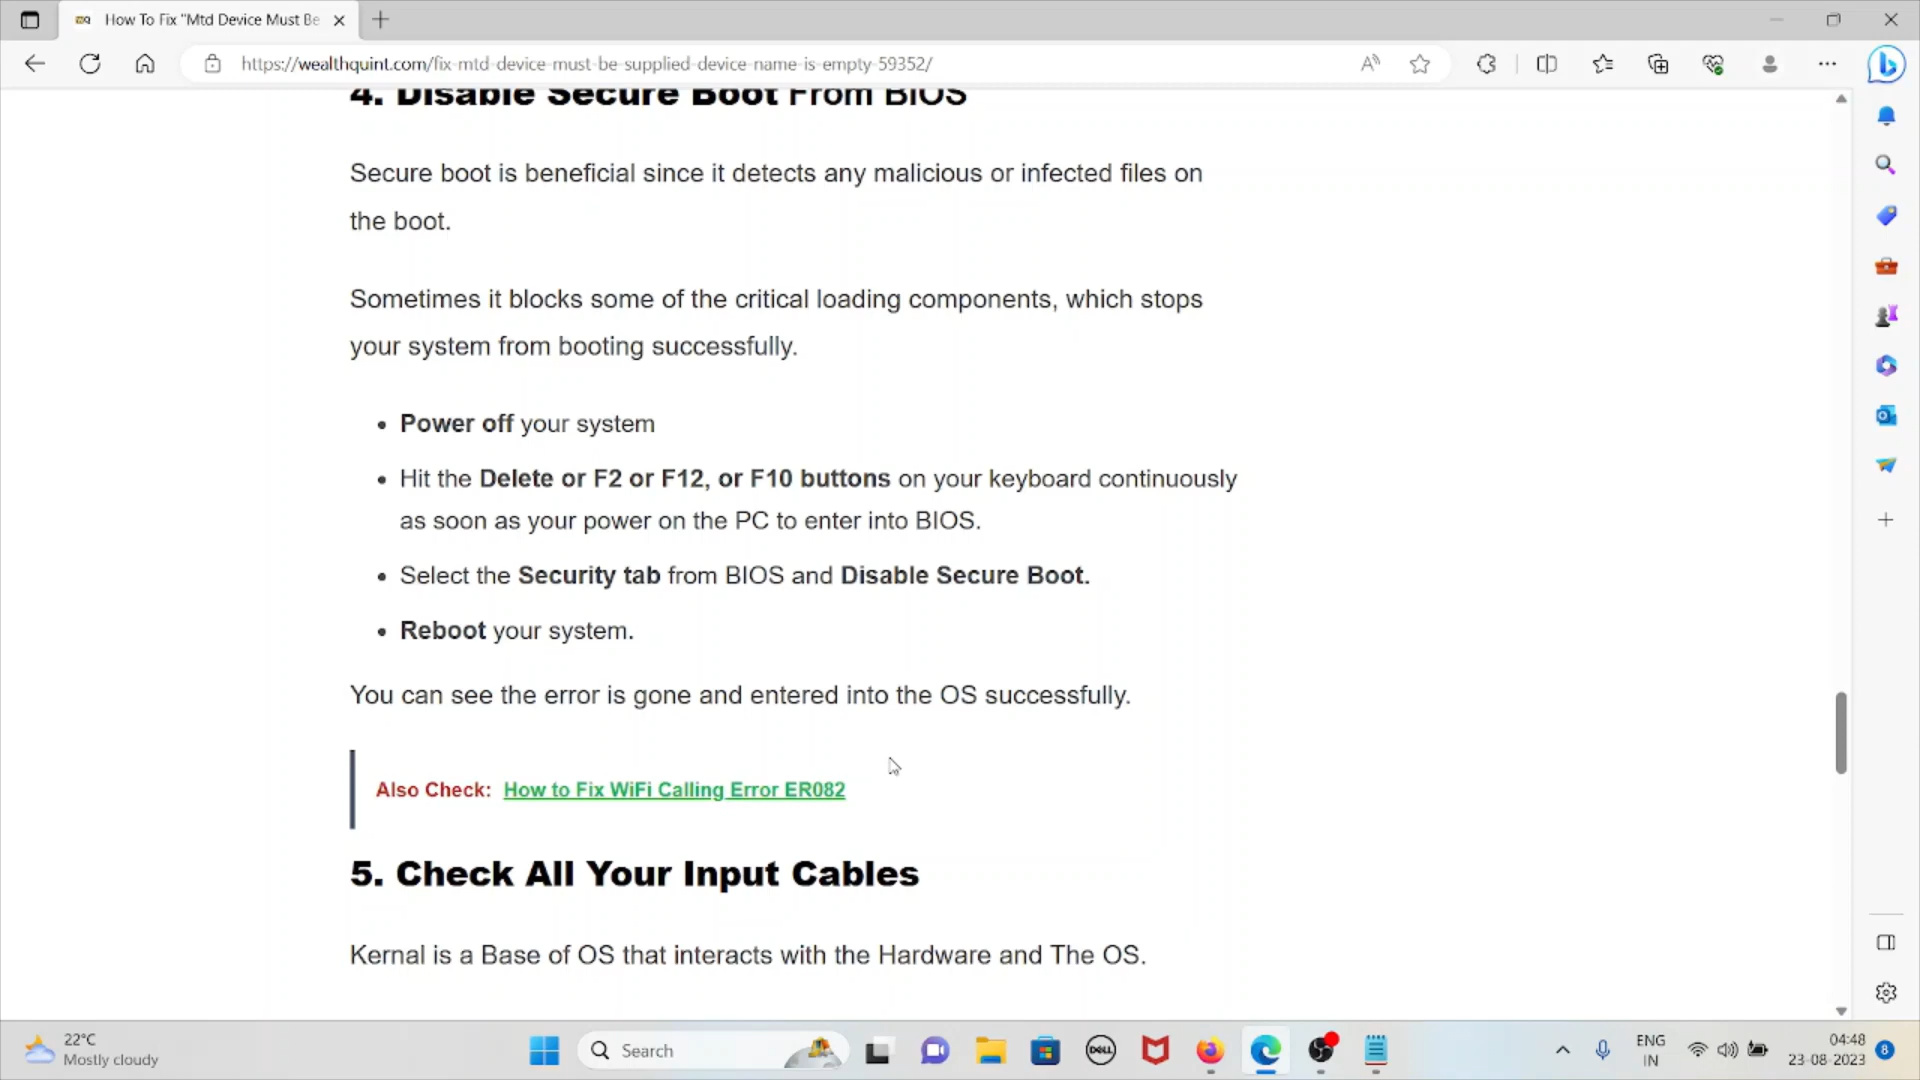 How To Fix "Mtd Device Must Be
https://wealthquint.com/fix-mtd-device-must-be-supplied-device-name-is-empty-59352/
4. Disable Secure Boot From BIOS
Secure boot is beneficial since it detects any malicious or infected files on
the boot.
Sometimes it blocks some of the critical loading components, which stops
your system from booting successfully.
• Power off your system
• Hit the Delete or F2 or F12, or F10 buttons on your keyboard continuously
as soon as your power on the PC to enter into BIOS.
• Select the Security tab from BIOS and Disable Secure Boot.
• Reboot your system.
You can see the error is gone and entered into the OS successfully.
Also Check: How to Fix WiFi Calling Error ER082
5. Check All Your Input Cables
Kernal is a Base of OS that interacts with the Hardware and The OS.
22°C
Mostly cloudy
Search
DELL
ENG
IN
04:48
23-08-2023
8